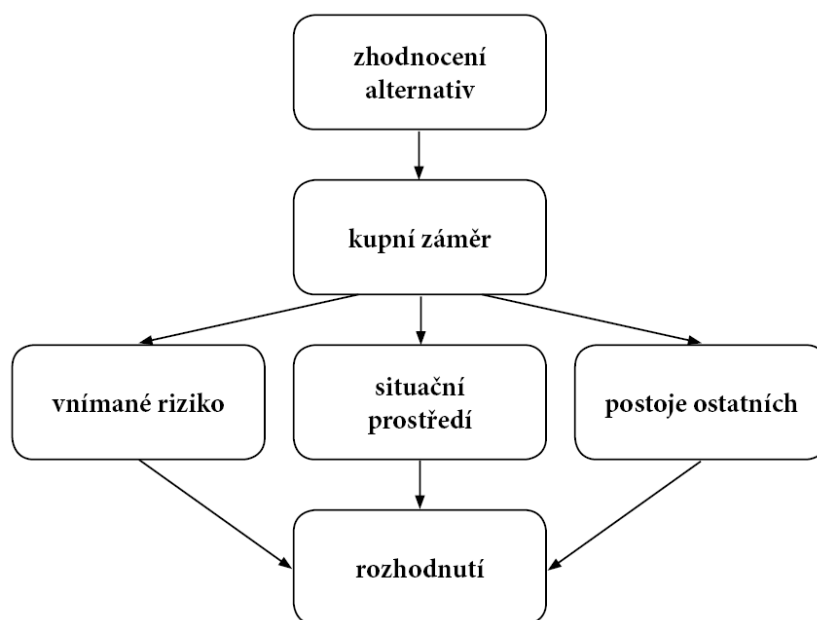 zhodnocení
alternativ
kupní záměr
vnímané riziko
situační
prostředí
postoje ostatních
rozhodnutí